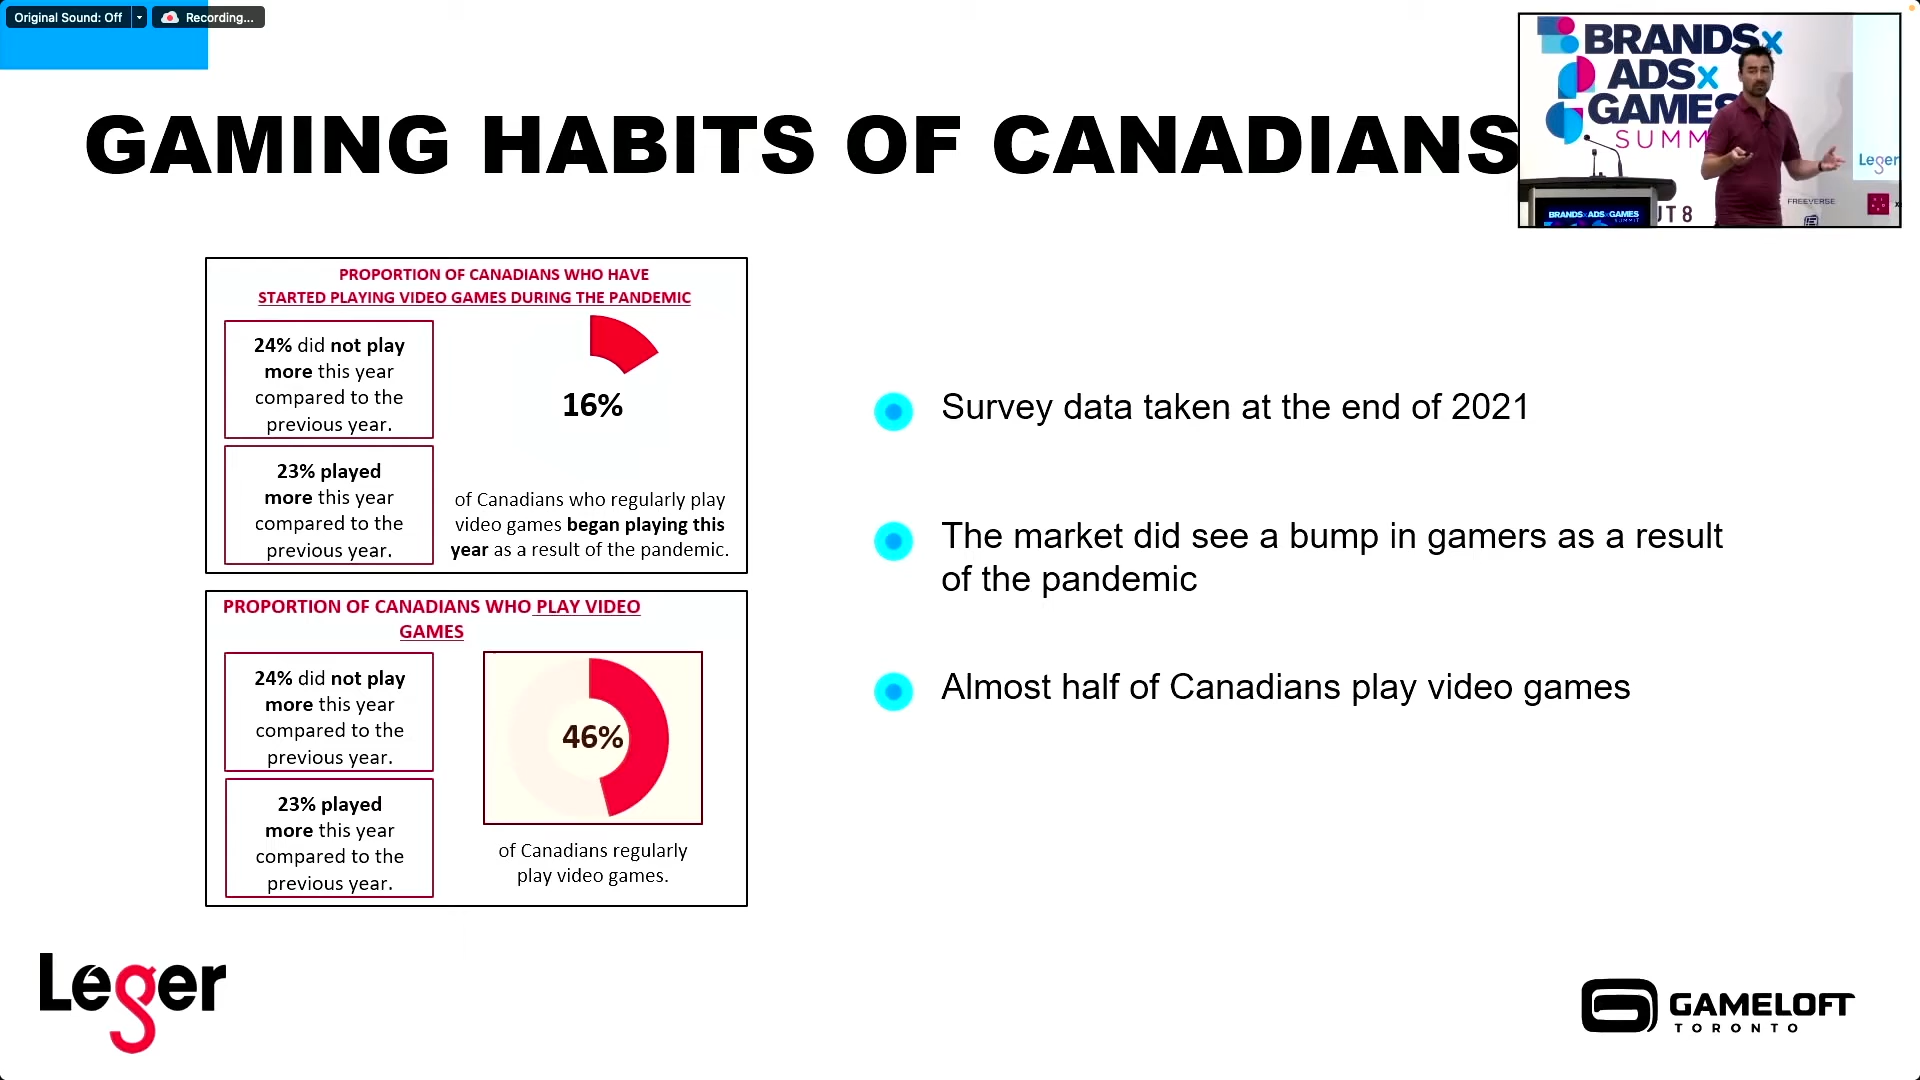 Original Sound: Off
Recording...
GAMING HABITS OF CANADIANS
BRANDSx
ADSx
GAMES
SUMM
Leger
FREEVERSE
BRANDS x ADS x GAMES
SUMMIT
UT8
PROPORTION OF CANADIANS WHO HAVE
STARTED PLAYING VIDEO GAMES DURING THE PANDEMIC
24% did not play
more this year
compared to the
previous year.
23% played
more this year
compared to the
previous year.
16%
of Canadians who regularly play
video games began playing this
year as a result of the pandemic.
PROPORTION OF CANADIANS WHO PLAY VIDEO
GAMES
24% did not play
more this year
compared to the
previous year.
23% played
more this year
compared to the
previous year.
46%
of Canadians regularly
play video games.
Survey data taken at the end of 2021
The market did see a bump in gamers as a result
of the pandemic
Almost half of Canadians play video games
Leger
GAMELOFT
TORONTO